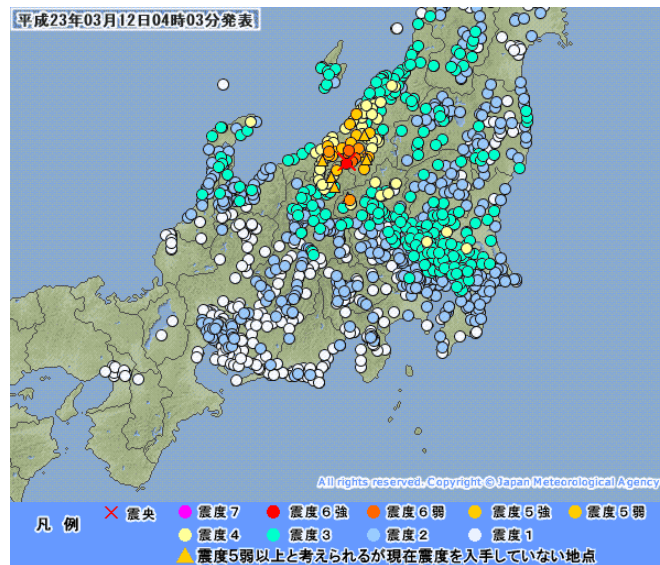 平成23年03月12日04時03分発表
All rights reserved. Copyright © Japan Meteorological Agency
凡 例 震央 震度7 震度6強 震度6弱 震度5強 震度5弱
震度4 震度3 震度2 震度1
震度5弱以上と考えられるが現在震度を入手していない地点